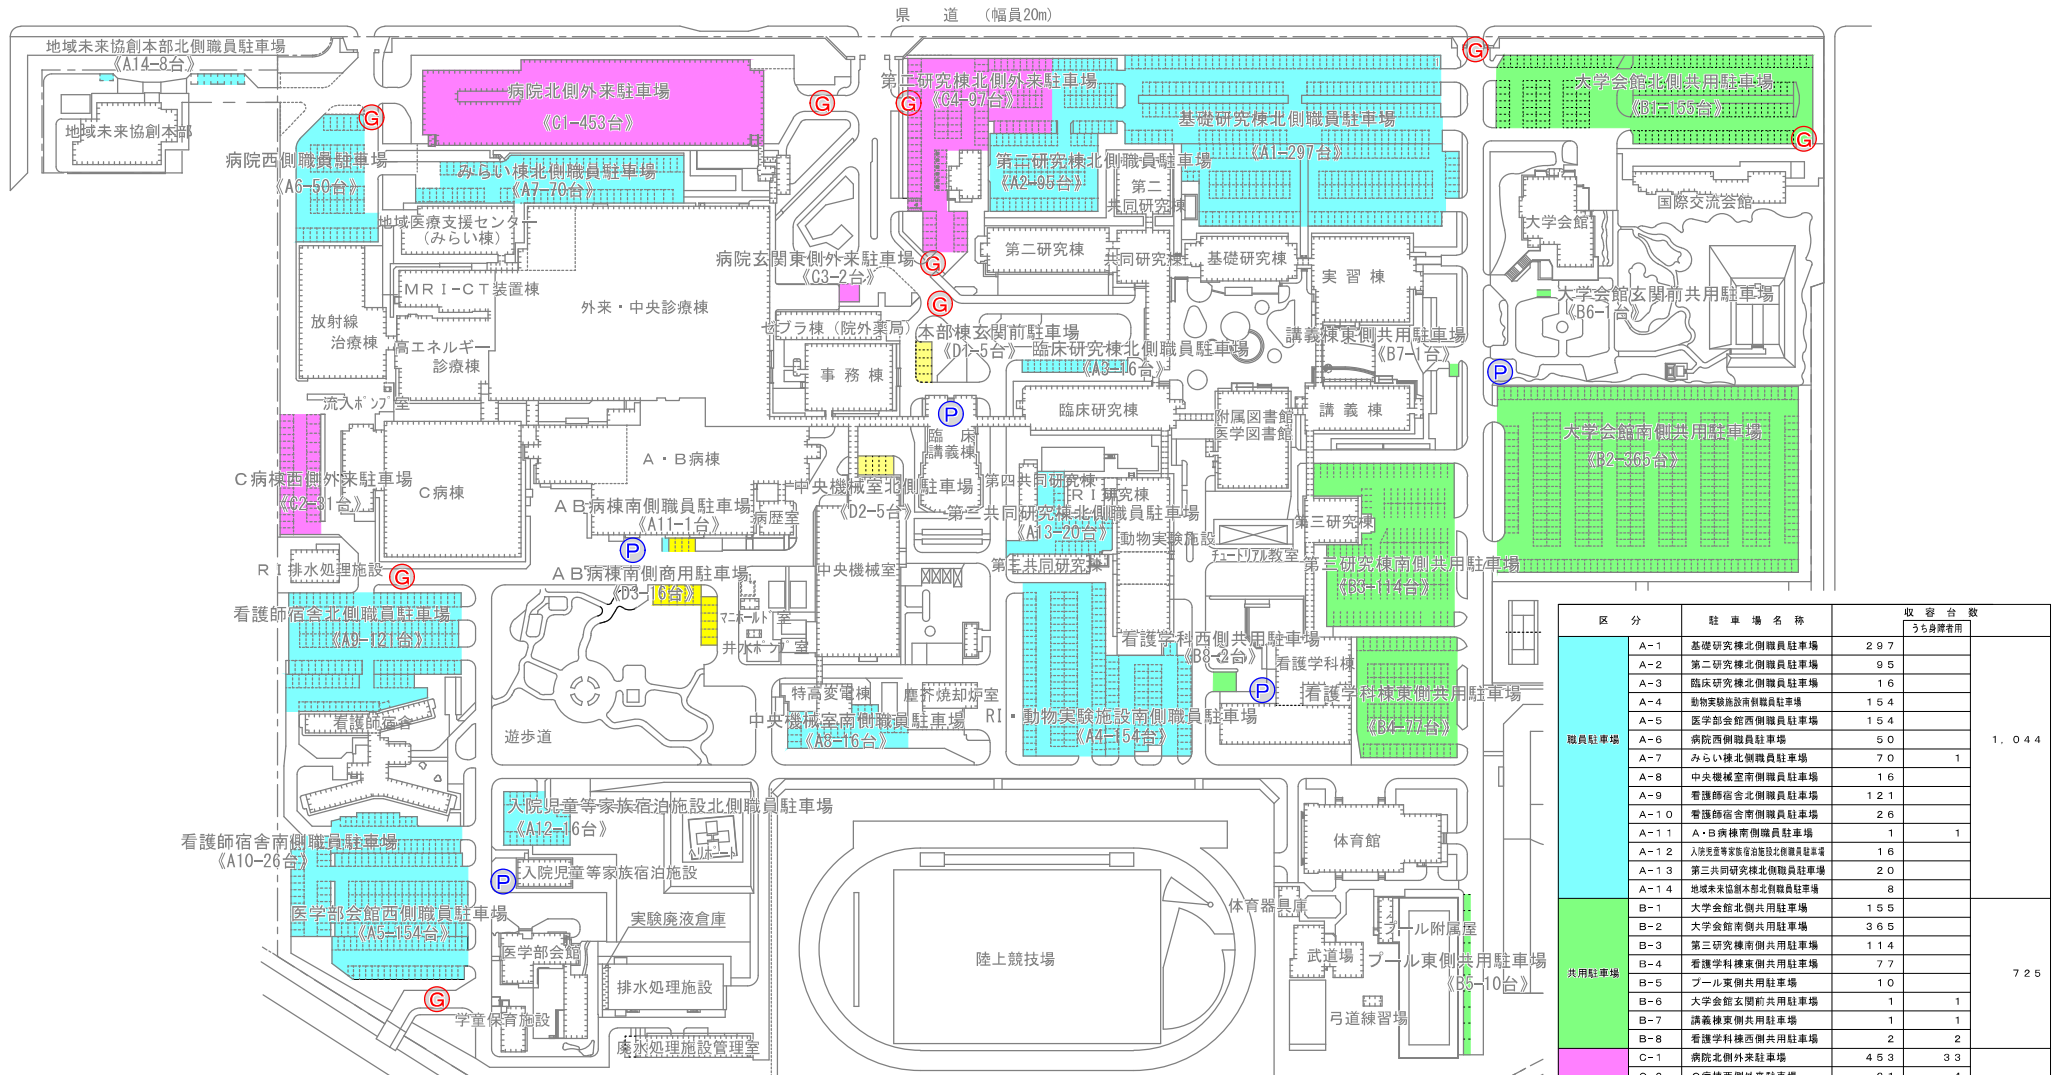 県　道　（幅員20m）
地域未来協創本部北側職員駐車場
《A14-8台》
地域未来協創本部
病院北側外来駐車場
《C1-453台》
第二研究棟北側外来駐車場
《C4-97台》
基礎研究棟北側職員駐車場
《A1-297台》
大学会館北側共用駐車場
《B1-155台》
病院西側職員駐車場
《A6-50台》
みらい棟北側職員駐車場
《A7-70台》
第二研究棟北側職員駐車場
《A2-95台》
第二
共同研究棟
国際交流会館
大学会館
地域医療支援センター
（みらい棟）
第二研究棟
共同研究棟
基礎研究棟
実習棟
病院玄関東側外来駐車場
《C3-2台》
MRI-CT装置棟
外来・中央診療棟
大学会館玄関前共用駐車場
《B6-1台》
放射線
治療棟
高エネルギー
診療棟
ゼブラ棟（院外薬局）
本部棟玄関前駐車場
《D1-5台》
臨床研究棟北側職員駐車場
《A3-16台》
講義棟東側共用駐車場
《B7-1台》
事務棟
流入ﾎﾟﾝﾌﾟ室
臨床研究棟
附属図書館
医学図書館
講義棟
臨床
講義棟
大学会館南側共用駐車場
《B2-365台》
A・B病棟
C病棟西側外来駐車場
《C2-31台》
C病棟
中央機械室北側駐車場
《D2-5台》
第四共同研究棟
RI研究棟
AB病棟南側職員駐車場
《A11-1台》
病歴室
第三共同研究棟北側職員駐車場
《A13-20台》
第三研究棟
動物実験施設
チュートリアル教室
RI排水処理施設
AB病棟南側商用駐車場
《D3-16台》
中央機械室
第三共同研究棟
第三研究棟南側共用駐車場
《B3-114台》
看護師宿舎北側職員駐車場
《A9-121台》
ﾏﾆﾎｰﾙﾄﾞ室
井水ﾎﾟﾝﾌﾟ室
看護学科西側共用駐車場
《B8-2台》
看護学科棟
看護学科棟東側共用駐車場
《B4-77台》
特高変電棟
塵芥焼却炉室
看護師宿舎
遊歩道
中央機械室南側職員駐車場
《A8-16台》
RI・動物実験施設南側職員駐車場
《A4-154台》
入院児童等家族宿泊施設北側職員駐車場
《A12-16台》
看護師宿舎南側職員駐車場
《A10-26台》
ﾍﾘﾎﾟｰﾄ
体育館
入院児童等家族宿泊施設
医学部会館西側職員駐車場
《A5-154台》
実験廃液倉庫
体育器具庫
プール附属屋
医学部会館
陸上競技場
武道場
プール東側共用駐車場
《B5-10台》
排水処理施設
学童保育施設
弓道練習場
廃水処理施設管理室
区　分　駐車場名称　収容台数
うち身障者用
職員駐車場　1,044
A-1　基礎研究棟北側職員駐車場　297
A-2　第二研究棟北側職員駐車場　95
A-3　臨床研究棟北側職員駐車場　16
A-4　動物実験施設南側職員駐車場　154
A-5　医学部会館西側職員駐車場　154
A-6　病院西側職員駐車場　50
A-7　みらい棟北側職員駐車場　70　1
A-8　中央機械室南側職員駐車場　16
A-9　看護師宿舎北側職員駐車場　121
A-10　看護師宿舎南側職員駐車場　26
A-11　A・B病棟南側職員駐車場　1　1
A-12　入院児童等家族宿泊施設北側職員駐車場　16
A-13　第三共同研究棟北側職員駐車場　20
A-14　地域未来協創本部北側職員駐車場　8
共用駐車場　725
B-1　大学会館北側共用駐車場　155
B-2　大学会館南側共用駐車場　365
B-3　第三研究棟南側共用駐車場　114
B-4　看護学科棟東側共用駐車場　77
B-5　プール東側共用駐車場　10
B-6　大学会館玄関前共用駐車場　1　1
B-7　講義棟東側共用駐車場　1　1
B-8　看護学科棟西側共用駐車場　2　2
C-1　病院北側外来駐車場　453　33